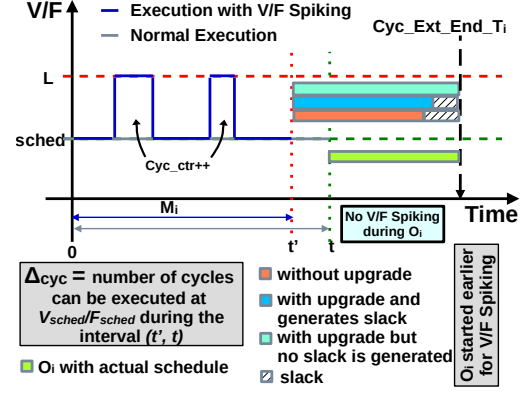 V/F
Execution with V/F Spiking
Normal Execution
Cyc_Ext_End_Tᵢ
L
sched
Cyc_ctr++
Mᵢ
No V/F Spiking
during Oᵢ
Time
0
t’
t
Δcyc = number of cycles
can be executed at
Vsched/Fsched during the
interval (t’, t)
Oᵢ with actual schedule
without upgrade
with upgrade and
generates slack
with upgrade but
no slack is generated
slack
Oᵢ started earlier
for V/F Spiking